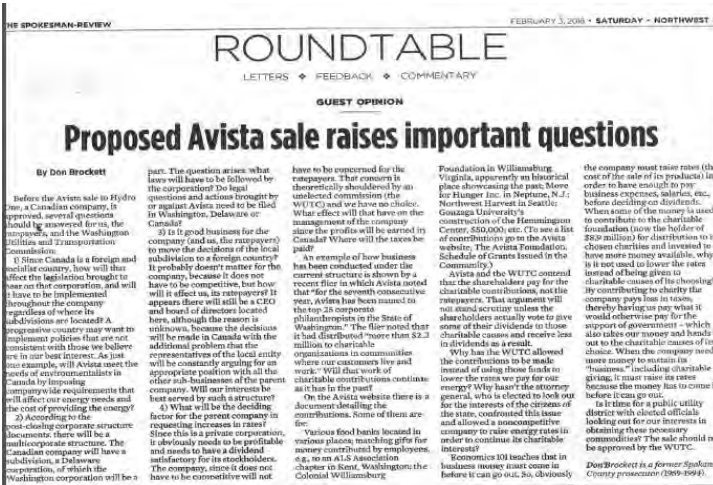 THE SPOKESMAN-REVIEW
FEBRUARY 3, 2018 • SATURDAY • NORTHWEST
ROUNDTABLE
LETTERS ❖ FEEDBACK ❖ COMMENTARY
GUEST OPINION
Proposed Avista sale raises important questions
By Don Brockett
Before the Avista sale to Hydro
One, a Canadian company, is
approved, several questions
should be answered for us, the
ratepayers, and the Washington
Utilities and Transportation
Commission:
1) Since Canada is a foreign and
socialist country, how will that
affect the legislation brought to
bear on that corporation, and will
it have to be implemented
throughout the company
regardless of where its
subdivisions are located? A
progressive country may want to
implement policies that are not
consistent with those we believe
are in our best interest. As just
one example, will Avista meet the
needs of environmentalists in
Canada by imposing
companywide requirements that
will affect our energy needs and
the cost of providing the energy?
2) According to the
post-closing corporate structure
documents, there will be a
multicorporate structure. The
Canadian company will have a
subdivision, a Delaware
corporation, of which the
Washington corporation will be a
part. The question arises: what
laws will have to be followed by
the corporation? Do legal
questions and actions brought by
or against Avista need to be filed
in Washington, Delaware or
Canada?
3) Is it good business for the
company (and us, the ratepayers)
to move the decisions of the local
subdivision to a foreign country?
It probably doesn't matter for the
company, because it does not
have to be competitive, but how
will it affect us, its ratepayers? It
appears there will still be a CEO
and board of directors located
here, although the reason is
unknown, because the decisions
will be made in Canada with the
additional problem that the
representatives of the local entity
will be constantly arguing for an
appropriate position with all the
other sub-businesses of the parent
company. Will our interests be
best served by such a structure?
4) What will be the deciding
factor for the parent company in
requesting increases in rates?
Since this is a private corporation,
it obviously needs to be profitable
and needs to have a dividend
satisfactory for its stockholders.
The company, since it does not
have to be competitive will not
have to be concerned for the
ratepayers. That concern is
theoretically shouldered by an
unelected commission (the
WUTC) and we have no choice.
What effect will that have on the
management of the company
since the profits will be earned in
Canada? Where will the taxes be
paid?
An example of how business
has been conducted under the
current structure is shown by a
recent flier in which Avista noted
that "for the seventh consecutive
year, Avista has been named to
the top 25 corporate
philanthropists in the State of
Washington." The flier noted that
it had distributed "more than $2.2
million to charitable
organizations in communities
where our customers live and
work." Will that work of
charitable contributions continue
as it has in the past?
On the Avista website there is a
document detailing the
contributions. Some of them are
for:
Various food banks located in
various places; matching gifts for
money contributed by employees,
e.g., to an ALS Association
chapter in Kent, Washington; the
Colonial Williamsburg
Foundation in Williamsburg
Virginia, apparently an historical
place showcasing the past; Move
for Hunger Inc. in Neptune, N.J.;
Northwest Harvest in Seattle;
Gonzaga University's
construction of the Hemmingson
Center, $50,000; etc. (To see a list
of contributions go to the Avista
website, The Avista Foundation,
Schedule of Grants Issued in the
Community.)
Avista and the WUTC contend
that the shareholders pay for the
charitable contributions, not the
ratepayers. That argument will
not stand scrutiny unless the
shareholders actually vote to give
some of their dividends to those
charitable causes and receive less
in dividends as a result.
Why has the WUTC allowed
the contributions to be made
instead of using those funds to
lower the rates we pay for our
energy? Why hasn't the attorney
general, who is elected to look out
for the interests of the citizens of
the state, confronted this issue
and allowed a noncompetitive
company to raise energy rates in
order to continue its charitable
interests?
Economics 101 teaches that in
business money must come in
before it can go out. So, obviously
the company must raise rates (th
cost of the sale of its products) in
order to have enough to pay
business expenses, salaries, etc.,
before deciding on dividends.
When some of the money is used
to contribute to the charitable
foundation (now the holder of
$8.9 million) for distribution to i
chosen charities and invested to
have more money available, why
is it not used to lower the rates
instead of being given to
charitable causes of its choosing?
By contributing to charity the
company pays less in taxes,
thereby having us pay what it
would otherwise pay for the
support of government – which
also takes our money and hands
out to the charitable causes of its
choice. When the company need
more money to sustain its
"business," including charitable
giving, it must raise its rates
because the money has to come i
before it can go out.
Is it time for a public utility
district with elected officials
looking out for our interests in
obtaining these necessary
commodities? The sale should n
be approved by the WUTC.
Don Brockett is a former Spokan
County prosecutor (1969-1994).